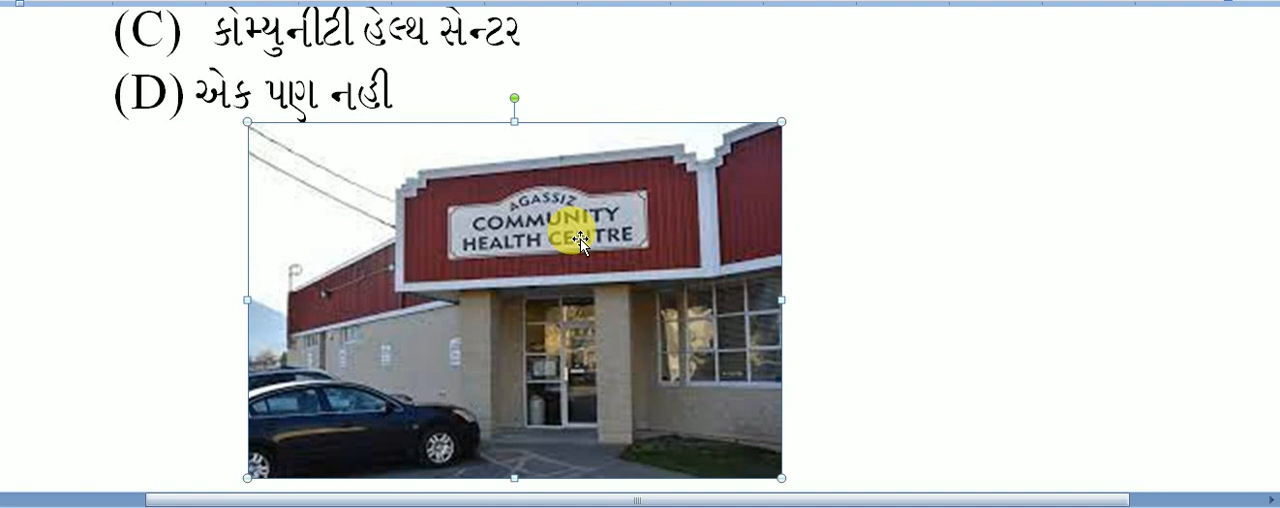 (C) કોમ્યુનીટી હેલ્થ સેન્ટર
(D) એક પણ નહી
AGASSIZ
COMMUNITY
HEALTH CENTRE